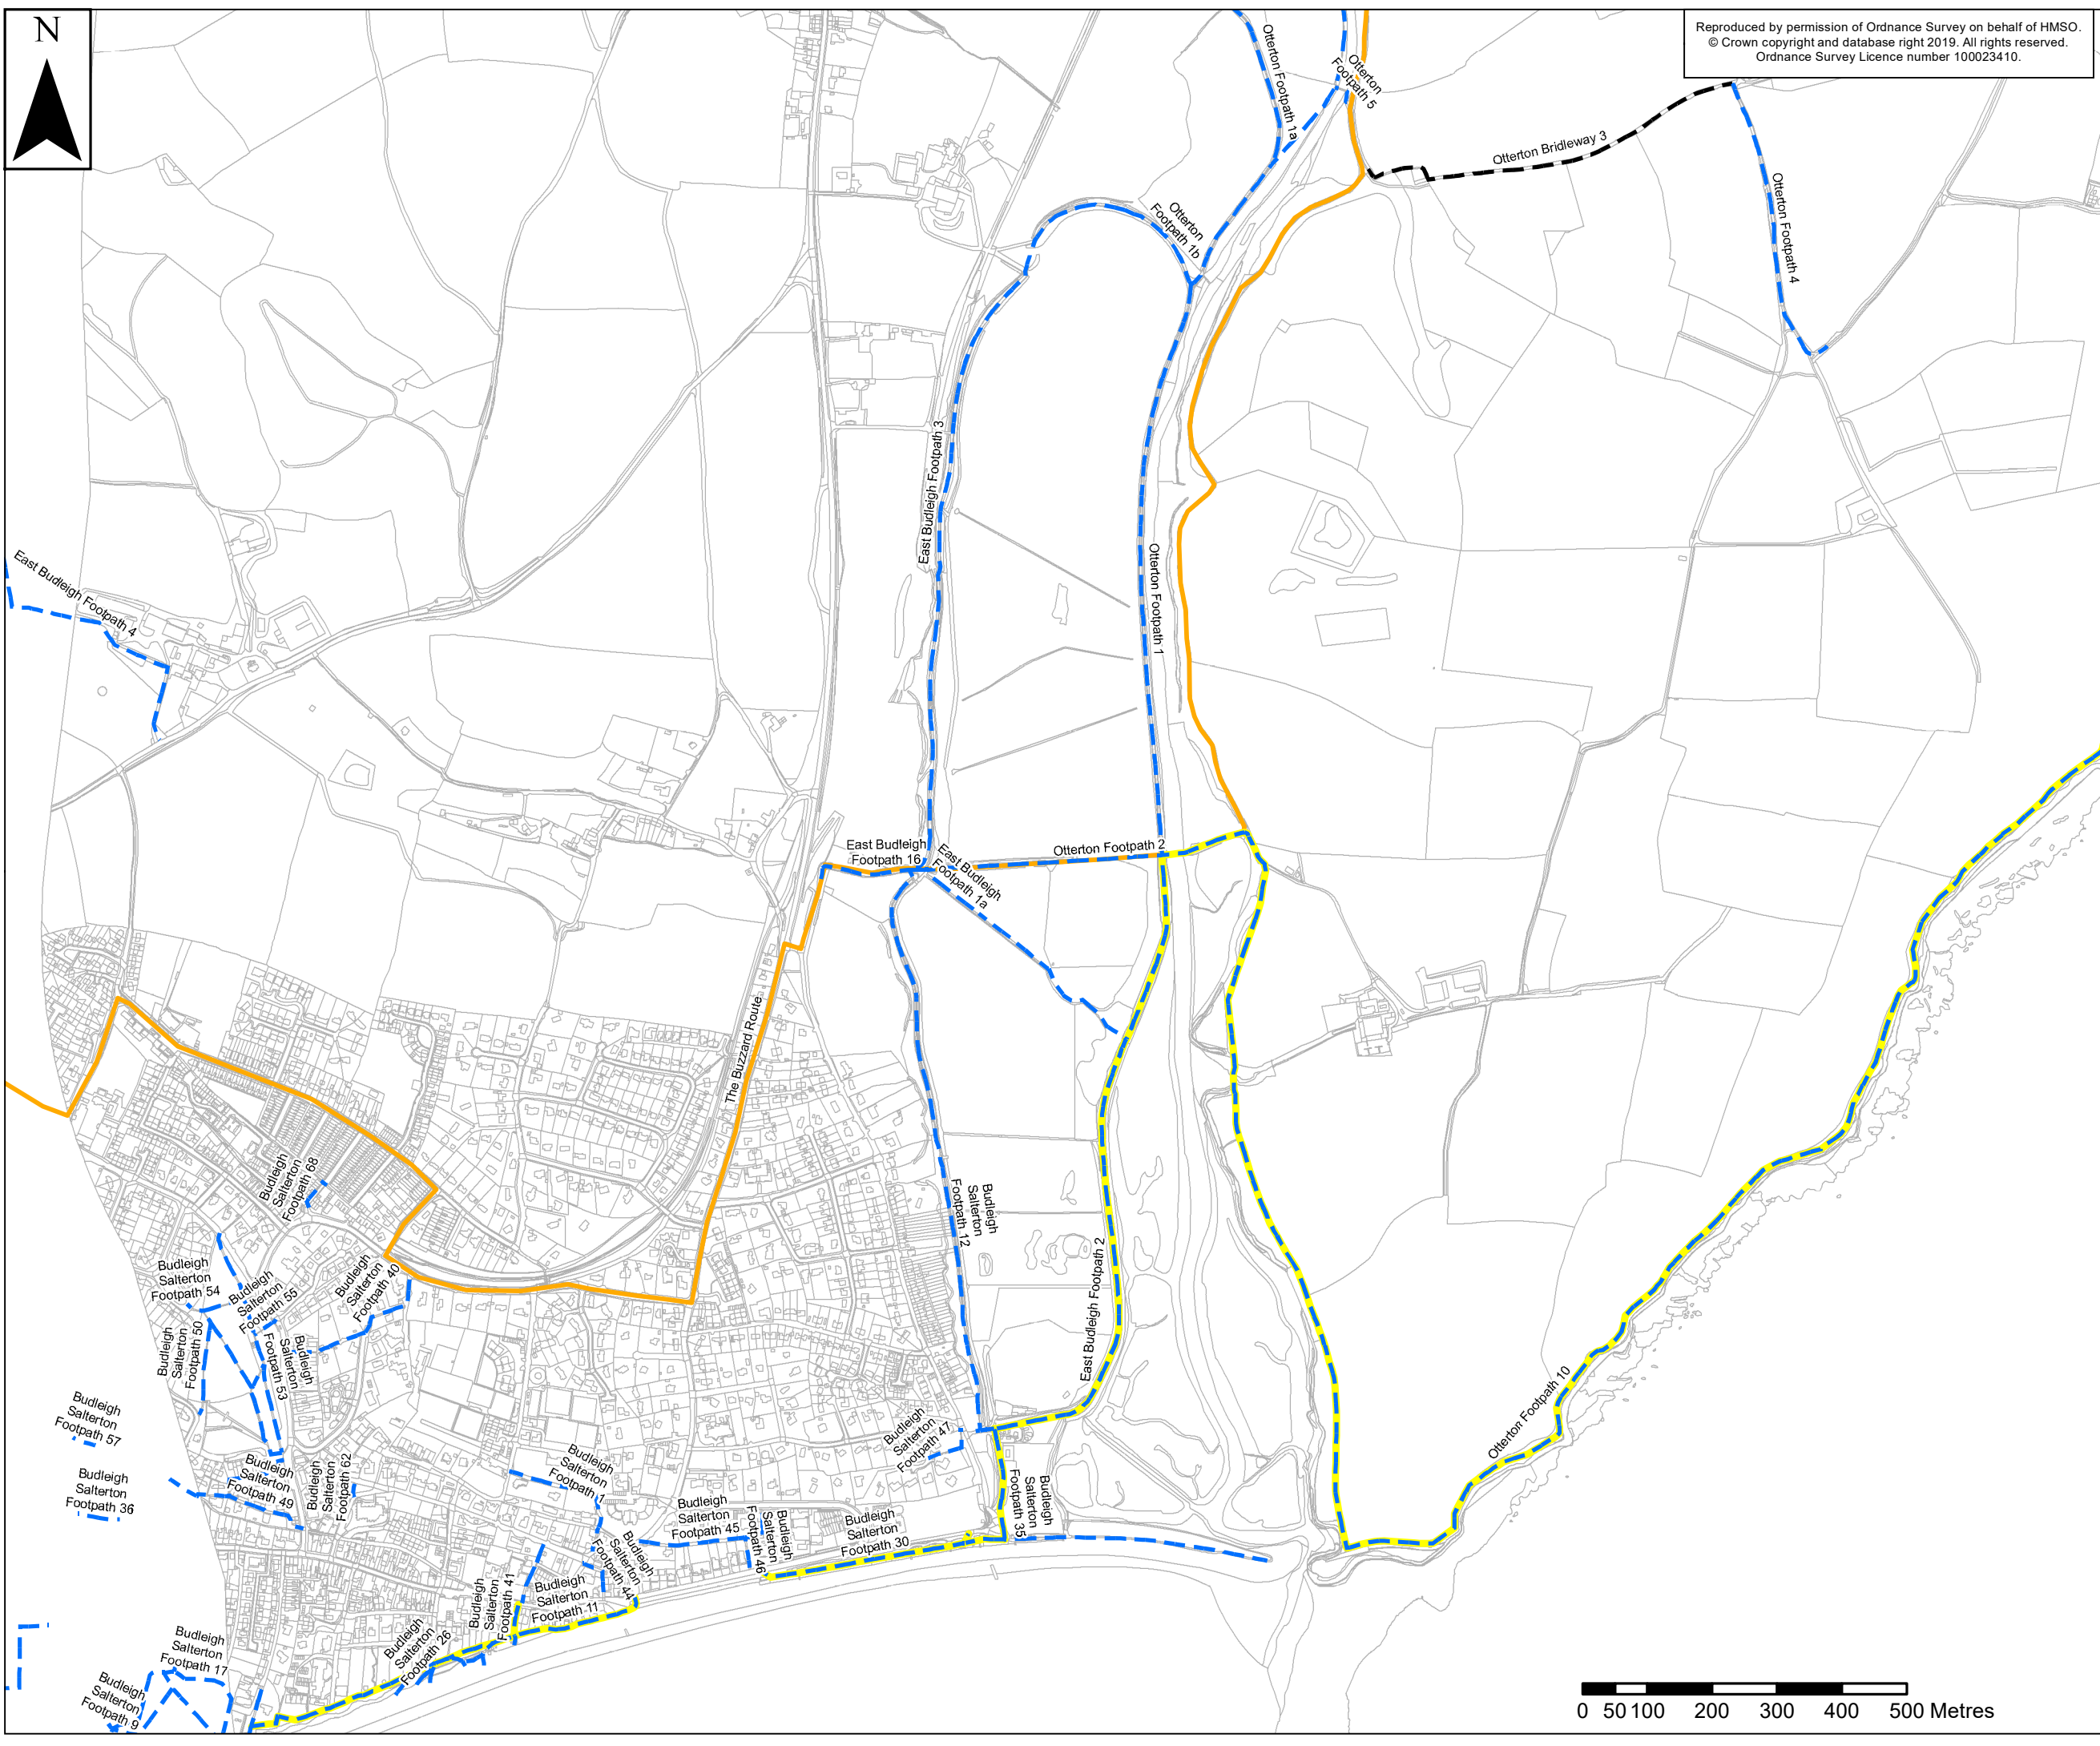 N
Reproduced by permission of Ordnance Survey on behalf of HMSO.
© Crown copyright and database right 2019. All rights reserved.
Ordnance Survey Licence number 100023410.
Otterton Footpath 1a
Otterton
Footpath 5
Otterton Bridleway 3
Otterton
Footpath 1b
Otterton Footpath 4
East Budleigh Footpath 3
East Budleigh Footpath 4
Otterton Footpath 1
East Budleigh
Footpath 16
East Budleigh
Footpath 1a
Otterton Footpath 2
The Buzzard Route
Budleigh
Salterton
Footpath 68
Budleigh
Salterton
Footpath 12
East Budleigh Footpath 2
Budleigh
Salterton
Footpath 54
Budleigh
Salterton
Footpath 55
Budleigh
Salterton
Footpath 40
Budleigh
Salterton
Footpath 50
Budleigh
Salterton
Footpath 53
Otterton Footpath 10
Budleigh
Salterton
Footpath 57
Budleigh
Salterton
Footpath 47
Budleigh
Salterton
Footpath 36
Budleigh
Salterton
Footpath 49
Budleigh
Salterton
Footpath 62
Budleigh
Salterton
Footpath 1
Budleigh
Salterton
Footpath 45
Budleigh
Salterton
Footpath 46
Budleigh
Salterton
Footpath 30
Budleigh
Salterton
Footpath 35
Budleigh
Salterton
Footpath 44
Budleigh
Salterton
Footpath 41
Budleigh
Salterton
Footpath 11
Budleigh
Salterton
Footpath 26
Budleigh
Salterton
Footpath 17
Budleigh
Salterton
Footpath 9
0 50 100 200 300 400 500 Metres